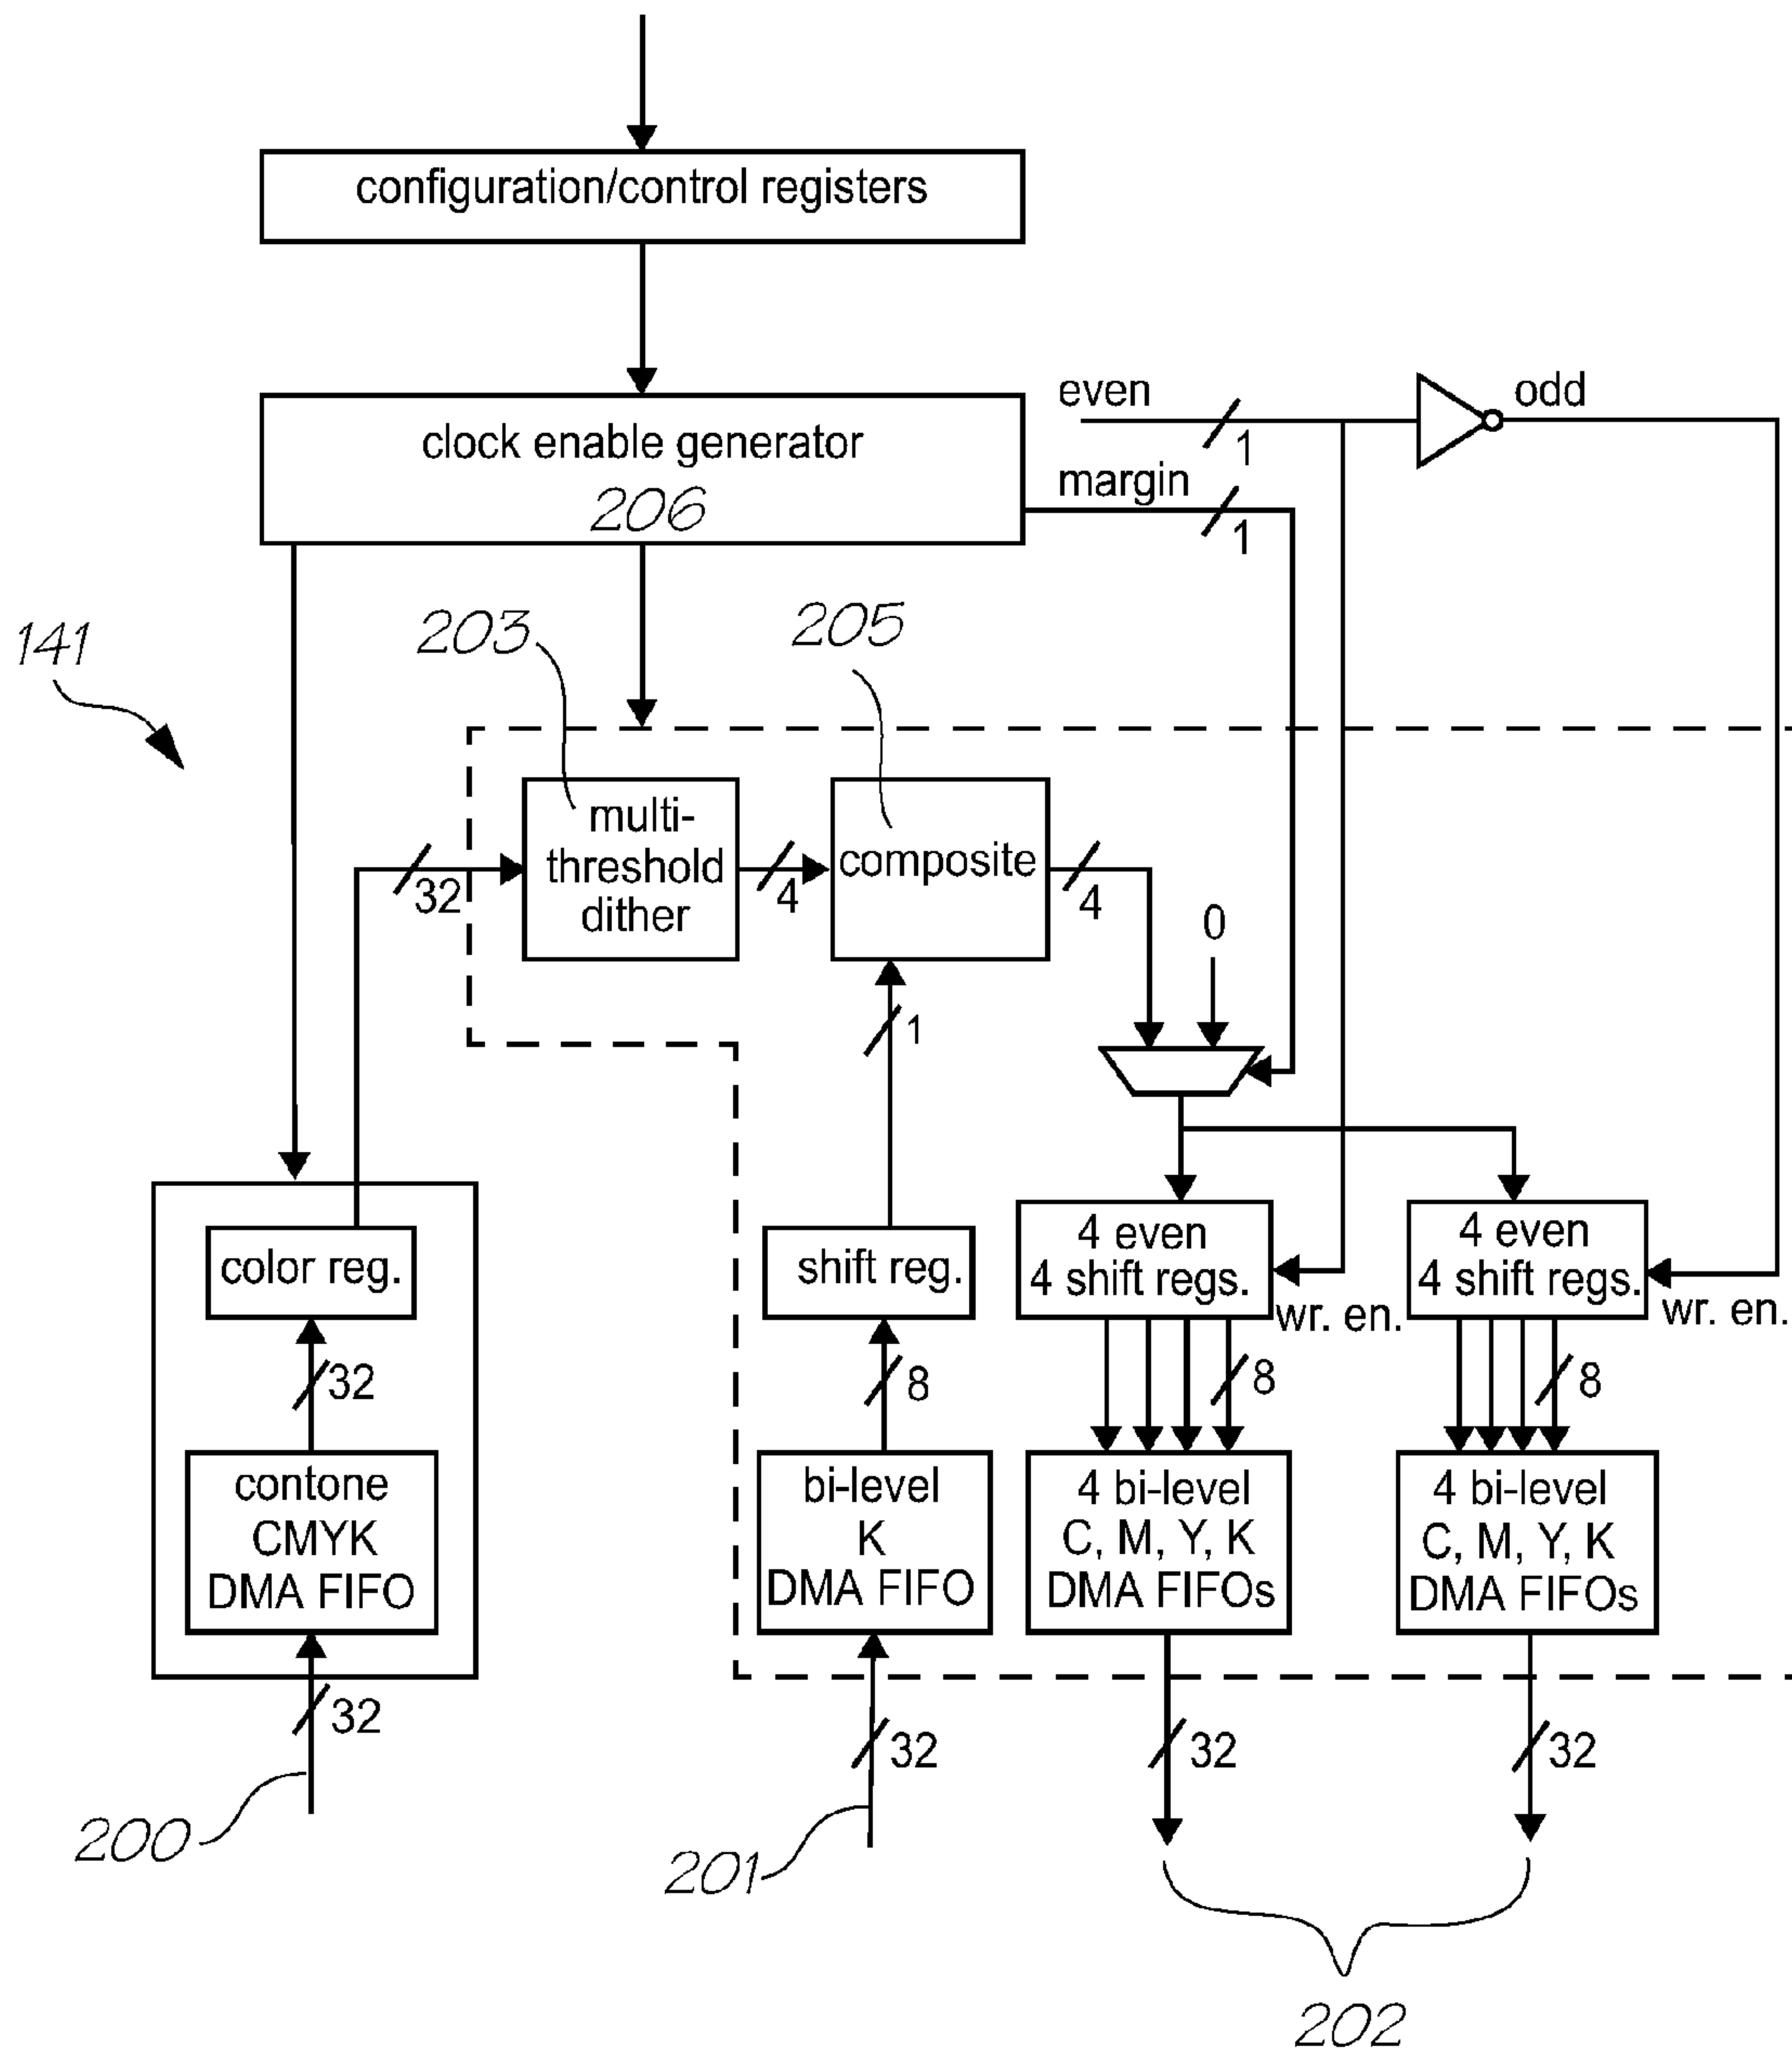 configuration/control registers
clock enable generator
206
even
1
odd
margin
1
141
203
205
multi-
threshold
dither
composite
32
4
4
0
1
color reg.
shift reg.
4 even
4 shift regs.
wr. en.
4 even
4 shift regs.
wr. en.
32
8
8
8
contone
CMYK
DMA FIFO
bi-level
K
DMA FIFO
4 bi-level
C, M, Y, K
DMA FIFOs
4 bi-level
C, M, Y, K
DMA FIFOs
32
32
32
32
200
201
202